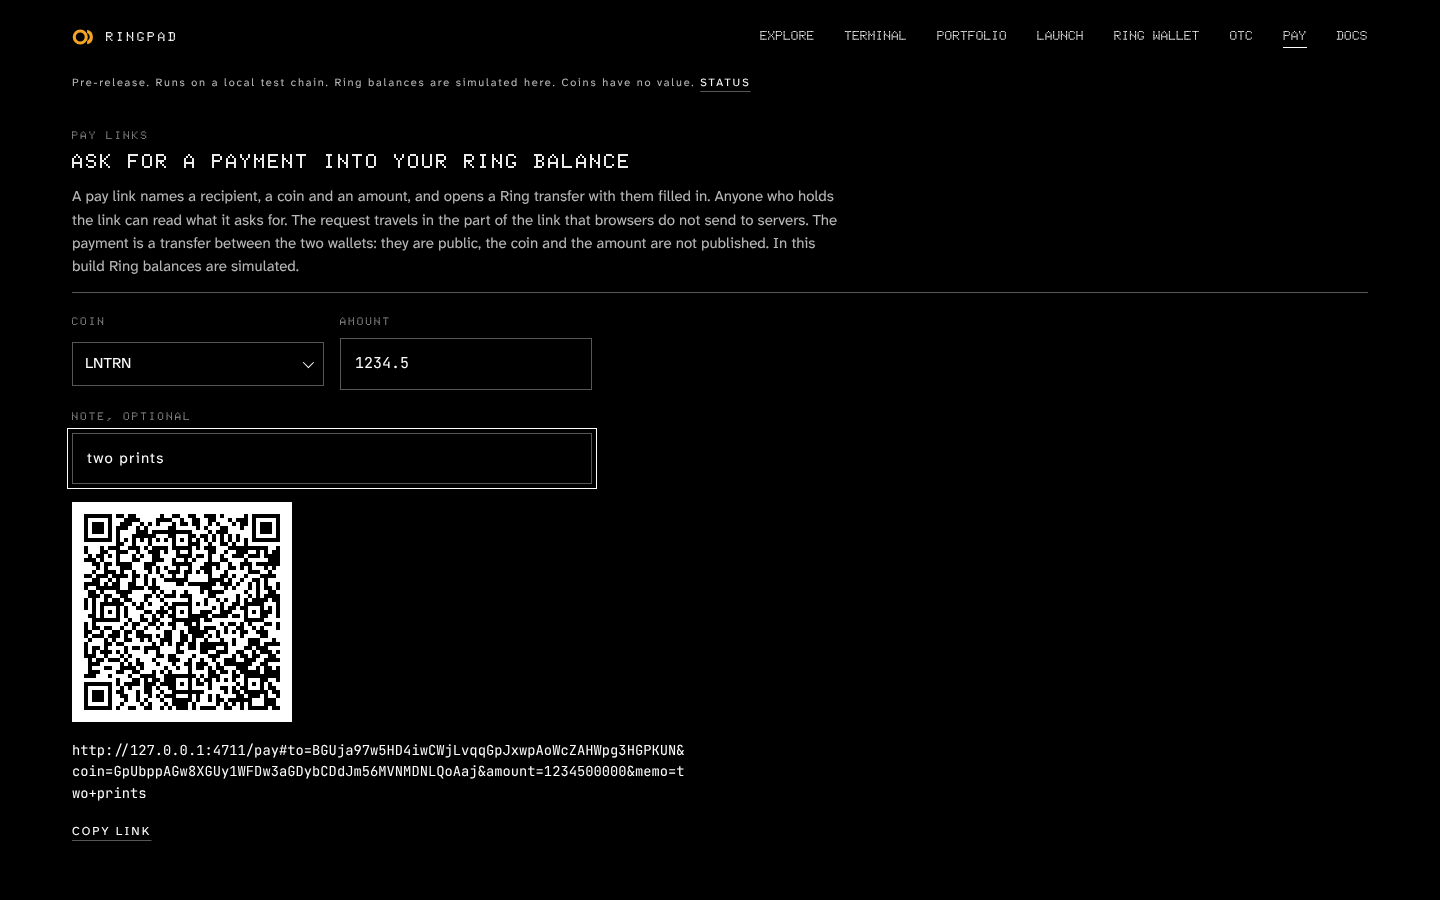 RINGPAD
EXPLORE TERMINAL PORTFOLIO LAUNCH RING WALLET OTC PAY DOCS
Pre-release. Runs on a local test chain. Ring balances are simulated here. Coins have no value. STATUS
PAY LINKS
ASK FOR A PAYMENT INTO YOUR RING BALANCE
A pay link names a recipient, a coin and an amount, and opens a Ring transfer with them filled in. Anyone who holds
the link can read what it asks for. The request travels in the part of the link that browsers do not send to servers. The
payment is a transfer between the two wallets: they are public, the coin and the amount are not published. In this
build Ring balances are simulated.
COIN AMOUNT
LNTRN 1234.5
NOTE, OPTIONAL
two prints
http://127.0.0.1:4711/pay#to=BGUja97w5HD4iwCWjLvqqGpJxwpAoWcZAHWpg3HGPKUN&
coin=GpUbppAGw8XGUy1WFDw3aGDybCDdJm56MVNMDNLQoAaj&amount=1234500000&memo=t
wo+prints
COPY LINK